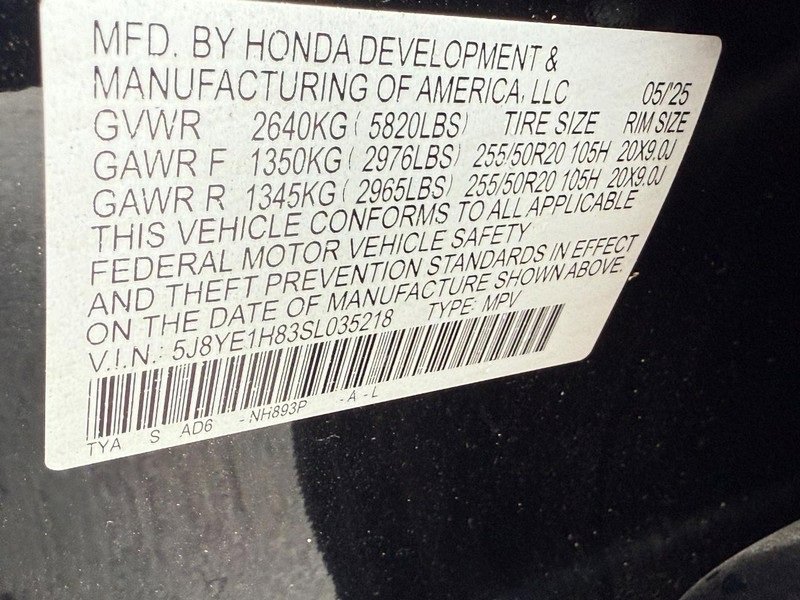 MFD. BY HONDA DEVELOPMENT &
MANUFACTURING OF AMERICA, LLC 05/'25
GVWR 2640KG ( 5820LBS) TIRE SIZE RIM SIZE
GAWR F 1350KG ( 2976LBS) 255/50R20 105H 20X9.0J
GAWR R 1345KG ( 2965LBS) 255/50R20 105H 20X9.0J
THIS VEHICLE CONFORMS TO ALL APPLICABLE
FEDERAL MOTOR VEHICLE SAFETY
AND THEFT PREVENTION STANDARDS IN EFFECT
ON THE DATE OF MANUFACTURE SHOWN ABOVE.
V.I.N.: 5J8YE1H83SL035218 TYPE: MPV
TYA S AD6 - NH893P - A - L